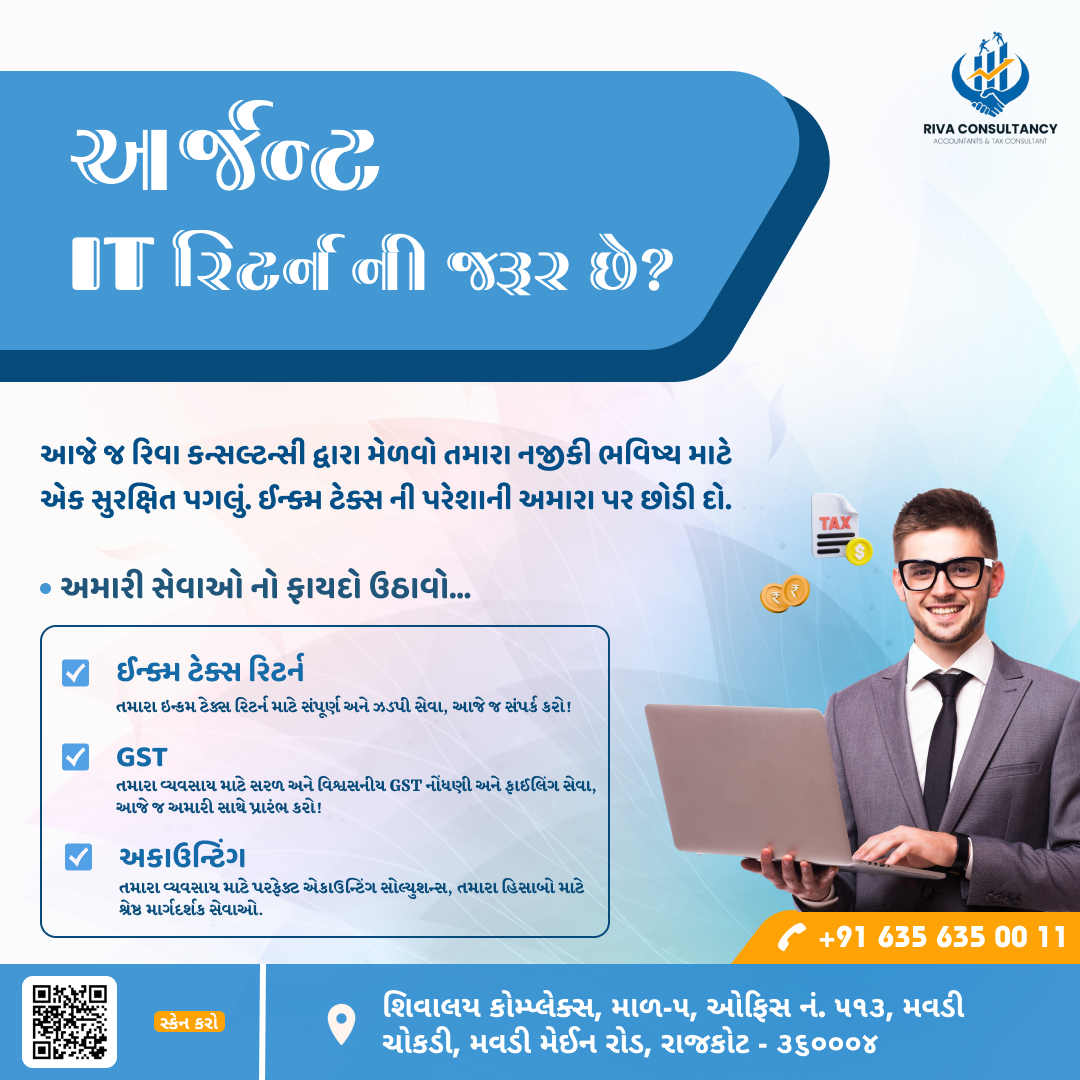 RIVA CONSULTANCY
ACCOUNTANTS & TAX CONSULTANT
અર્જન્ટ
IT રિટર્ન ની જરૂર છે?
આજે જ રિવા કન્સલ્ટન્સી દ્વારા મેળવો તમારા નજીકી ભવિષ્ય માટે
એક સુરક્ષિત પગલું. ઈન્કમ ટેક્સ ની પરેશાની અમારા પર છોડી દો.
TAX
$
₹ ₹
• અમારી સેવાઓ નો ફાયદો ઉઠાવો...
ઈન્કમ ટેક્સ રિટર્ન
તમારા ઇન્કમ ટેક્સ રિટર્ન માટે સંપૂર્ણ અને ઝડપી સેવા, આજે જ સંપર્ક કરો!
GST
તમારા વ્યવસાય માટે સરળ અને વિશ્વસનીય GST નોંધણી અને ફાઈલિંગ સેવા,
આજે જ અમારી સાથે પ્રારંભ કરો!
અકાઉન્ટિંગ
તમારા વ્યવસાય માટે પરફેક્ટ એકાઉન્ટિંગ સોલ્યુશન્સ, તમારા હિસાબો માટે
શ્રેષ્ઠ માર્ગદર્શક સેવાઓ.
+91 635 635 00 11
સ્કેન કરો
શિવાલય કોમ્પ્લેક્સ, માળ-૫, ઓફિસ નં. ૫૧૩, મવડી
ચોકડી, મવડી મેઈન રોડ, રાજકોટ - ૩૬૦૦૦૪